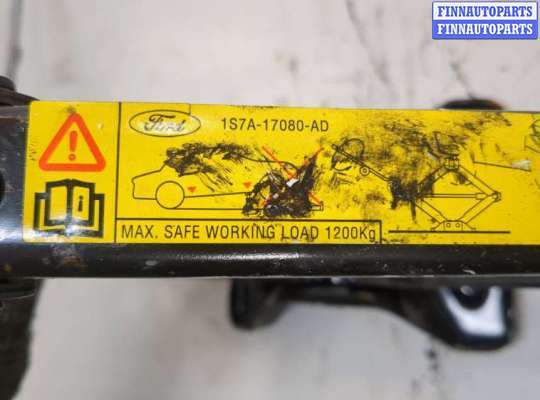 FINNAUTOPARTS
FINNAUTOPARTS
Ford
1S7A-17080-AD
MAX. SAFE WORKING LOAD 1200Kg